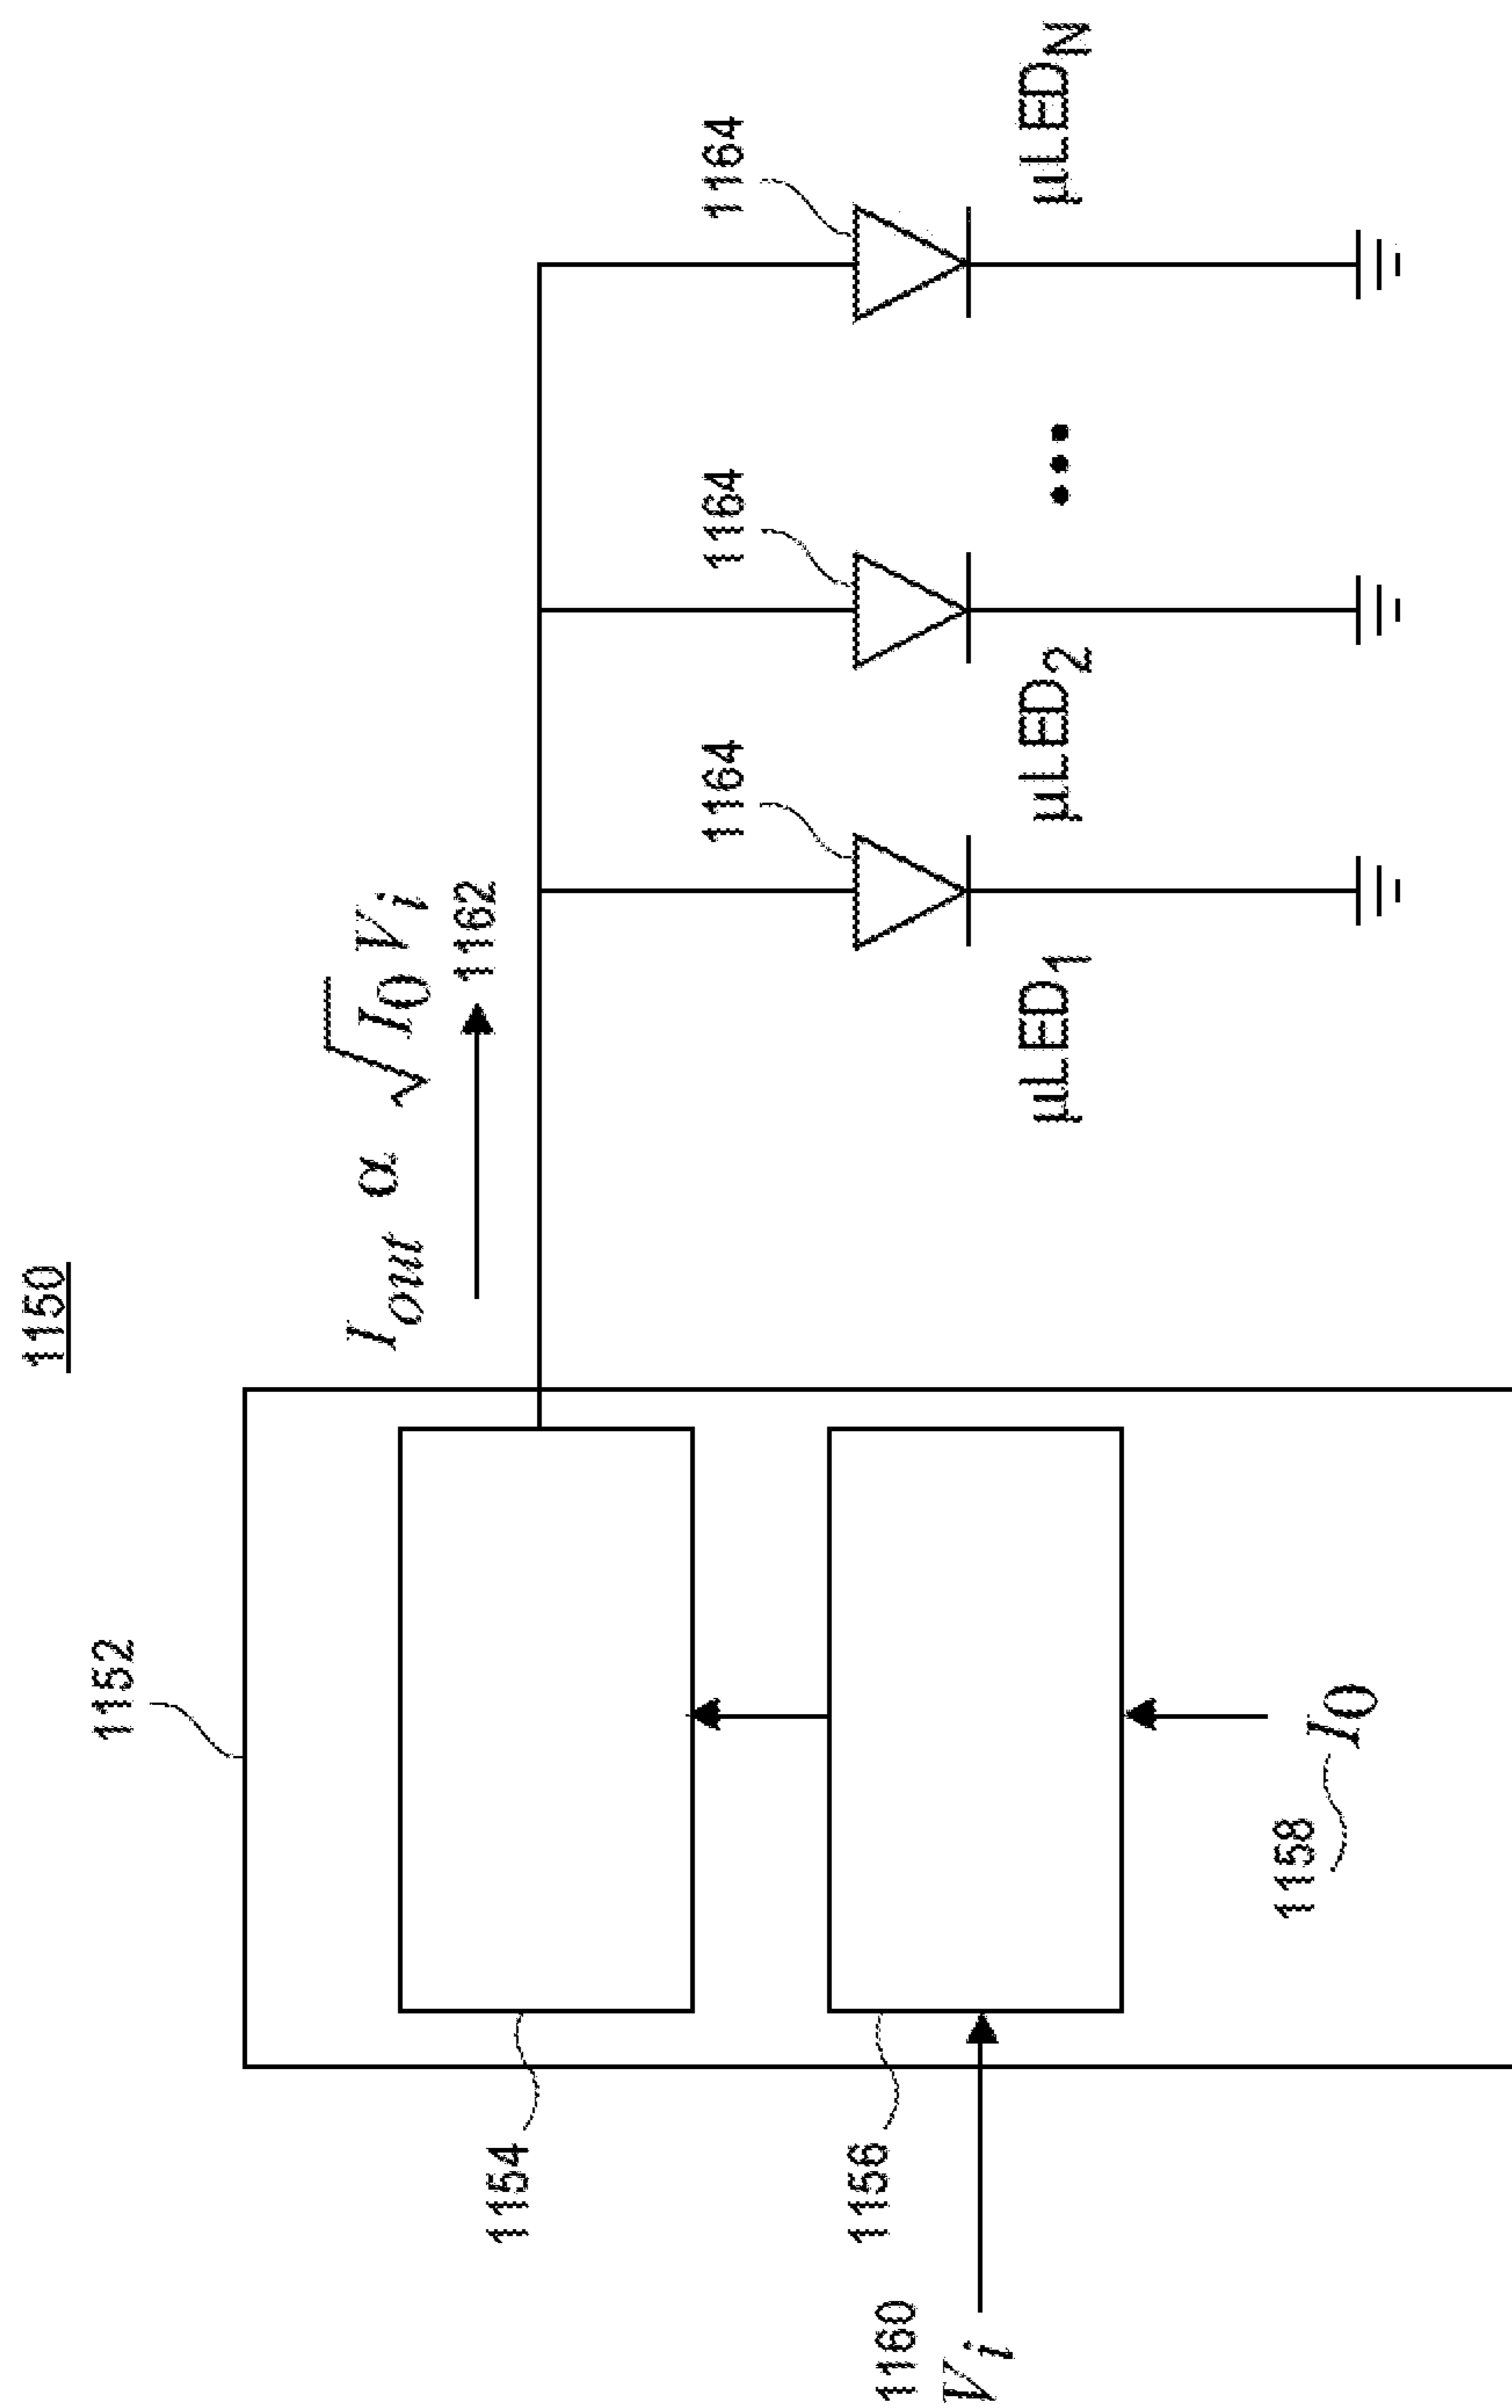 1150
1152
I_out α √I_0 V_i
1162
1154
1164
1164
1164
1156
1160
V_i
µLED_1
µLED_2
•••
µLED_N
1158
I_0